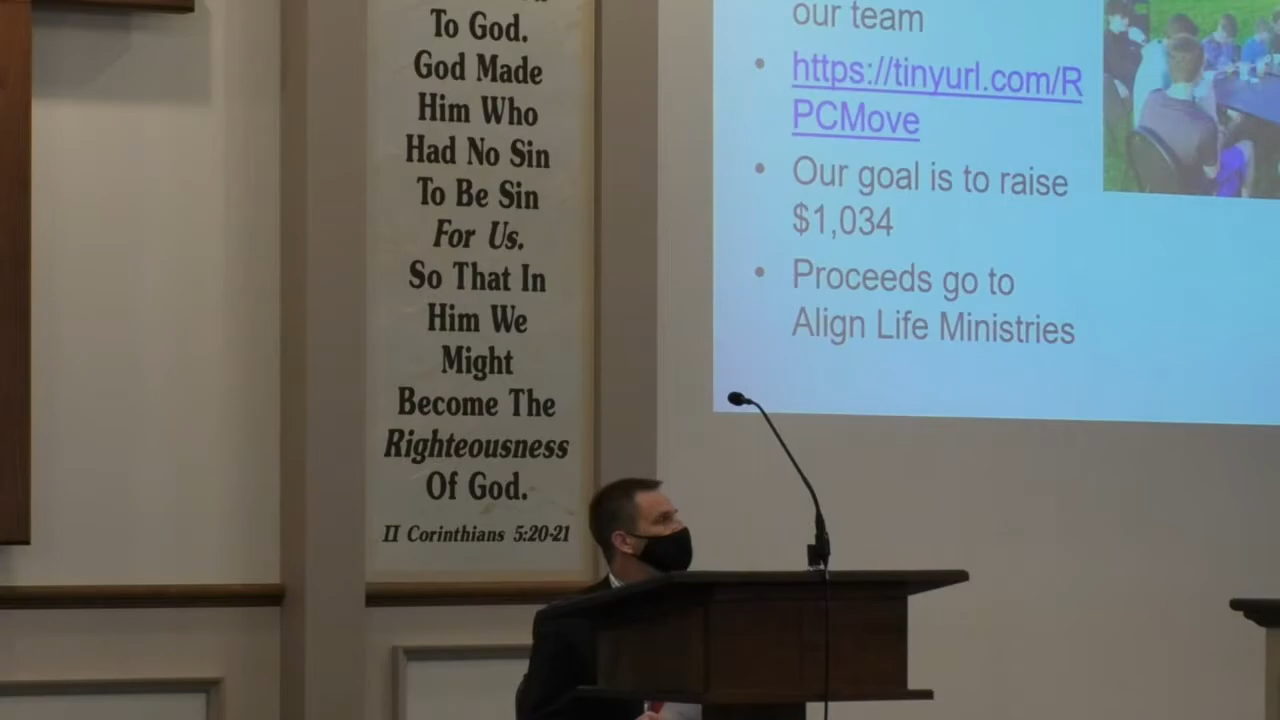 To God.
God Made
Him Who
Had No Sin
To Be Sin
For Us.
So That In
Him We
Might
Become The
Righteousness
Of God.
II Corinthians 5:20-21
our team
• https://tinyurl.com/R
PCMove
• Our goal is to raise
$1,034
• Proceeds go to
Align Life Ministries